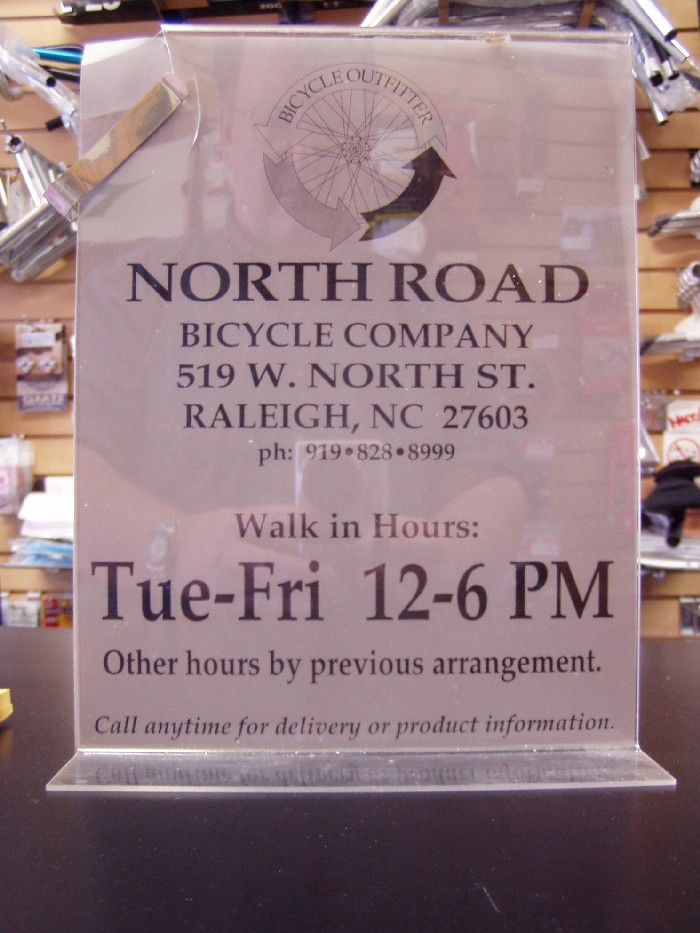 BICYCLE OUTFITTER
NORTH ROAD
BICYCLE COMPANY
519 W. NORTH ST.
RALEIGH, NC 27603
ph: 919•828•8999
Walk in Hours:
Tue-Fri 12-6 PM
Other hours by previous arrangement.
Call anytime for delivery or product information.